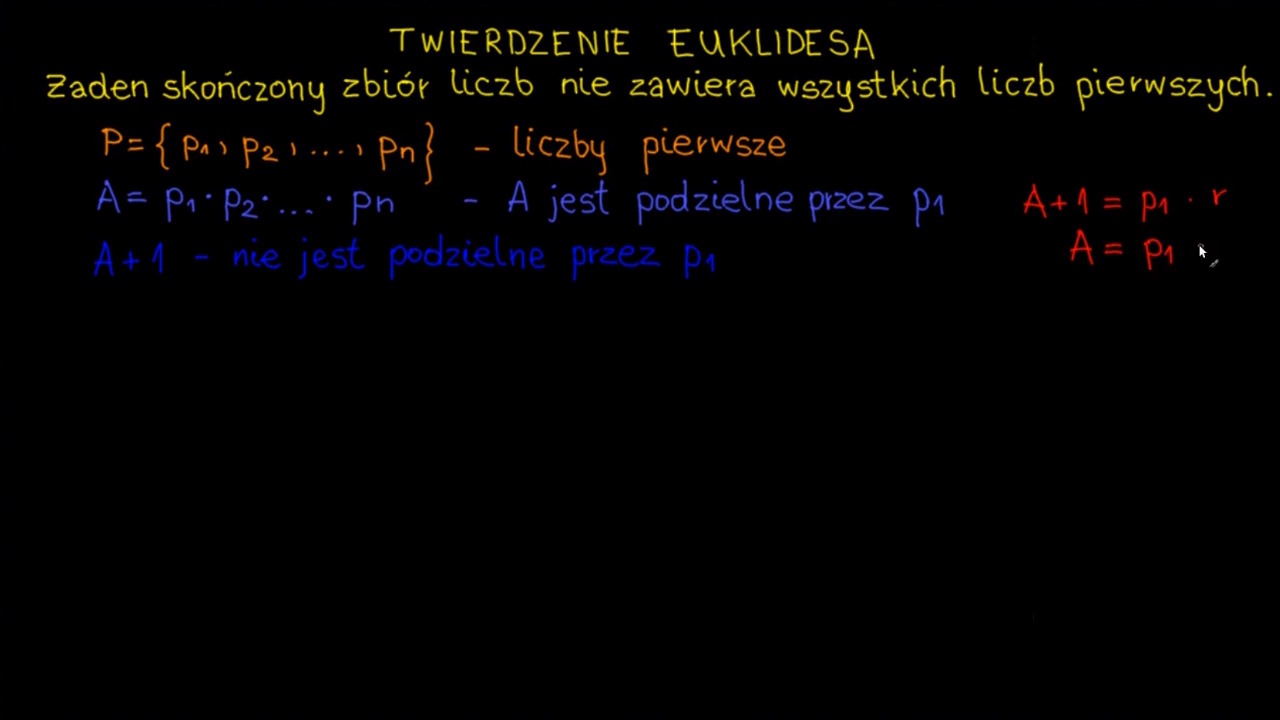 TWIERDZENIE EUKLIDESA
Żaden skończony zbiór liczb nie zawiera wszystkich liczb pierwszych.
P = { p₁, p₂, ..., pn } - liczby pierwsze
A = p₁ · p₂ · ... · pn - A jest podzielne przez p₁
A + 1 = p₁ · r
A + 1 - nie jest podzielne przez p₁
A = p₁